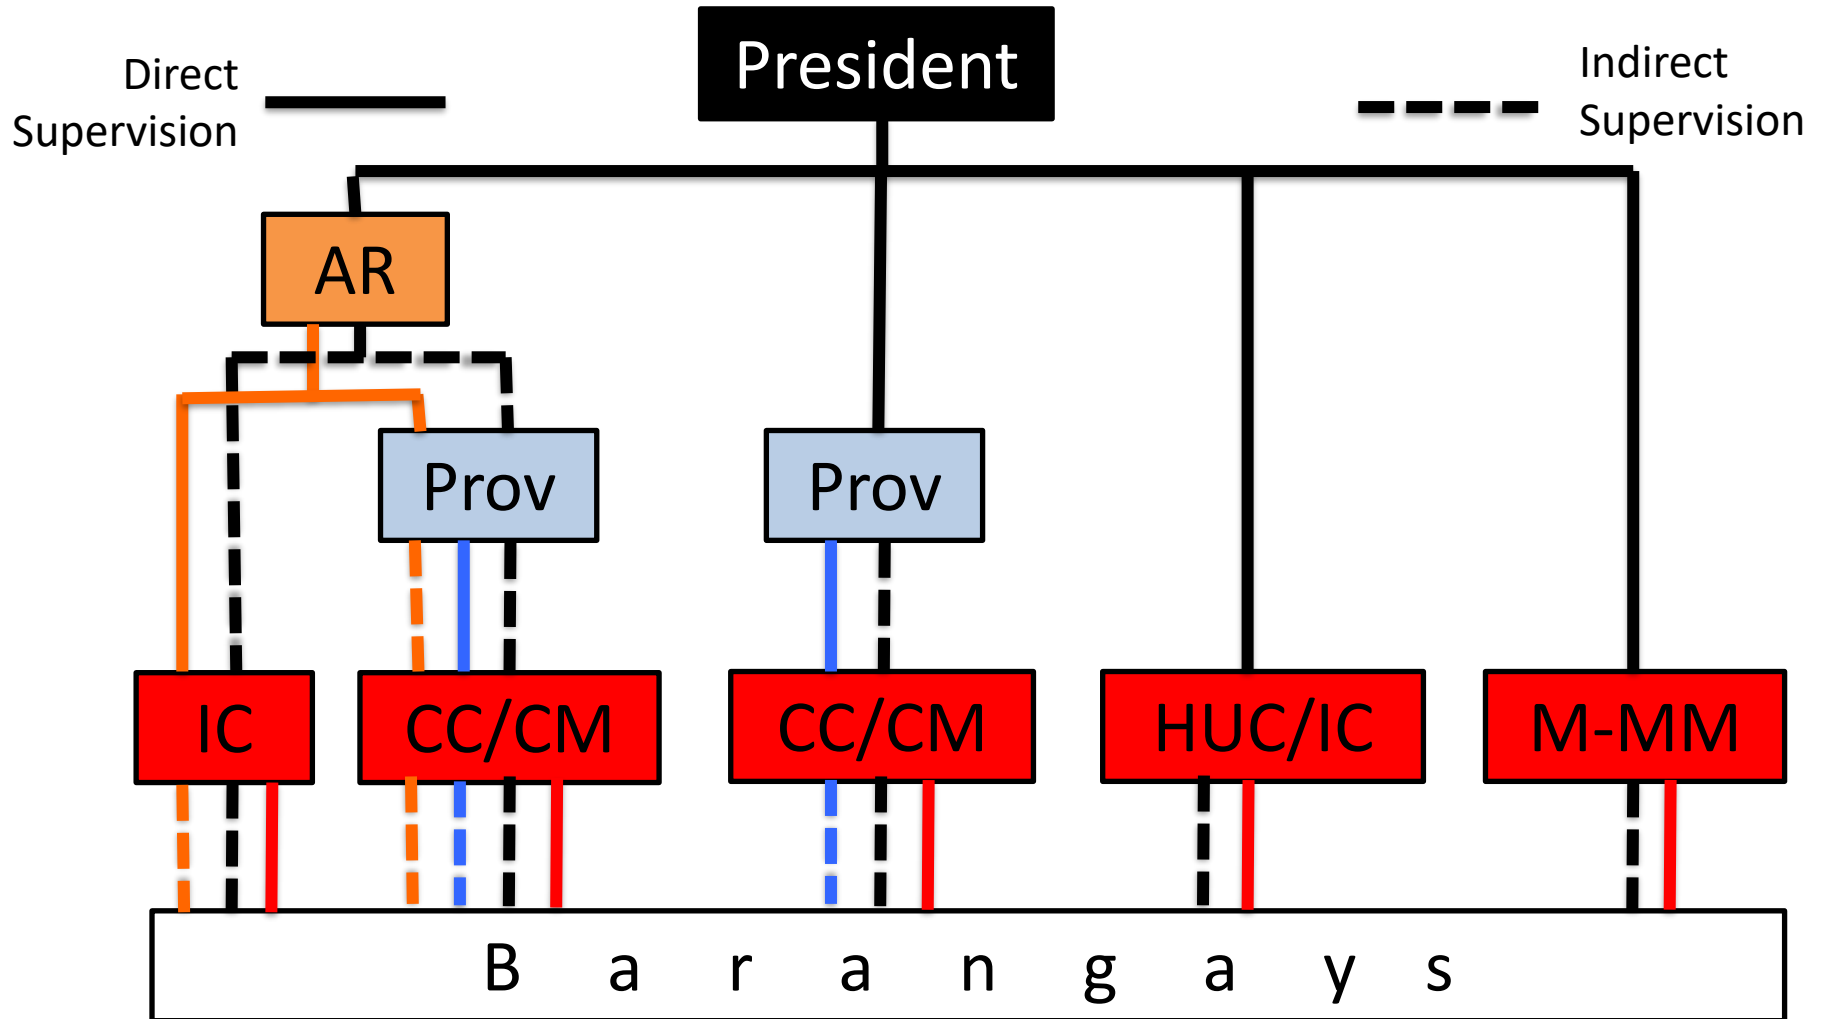 President
Direct
Supervision
Indirect
Supervision
AR
Prov
Prov
IC
CC/CM
CC/CM
HUC/IC
M-MM
B a r a n g a y s